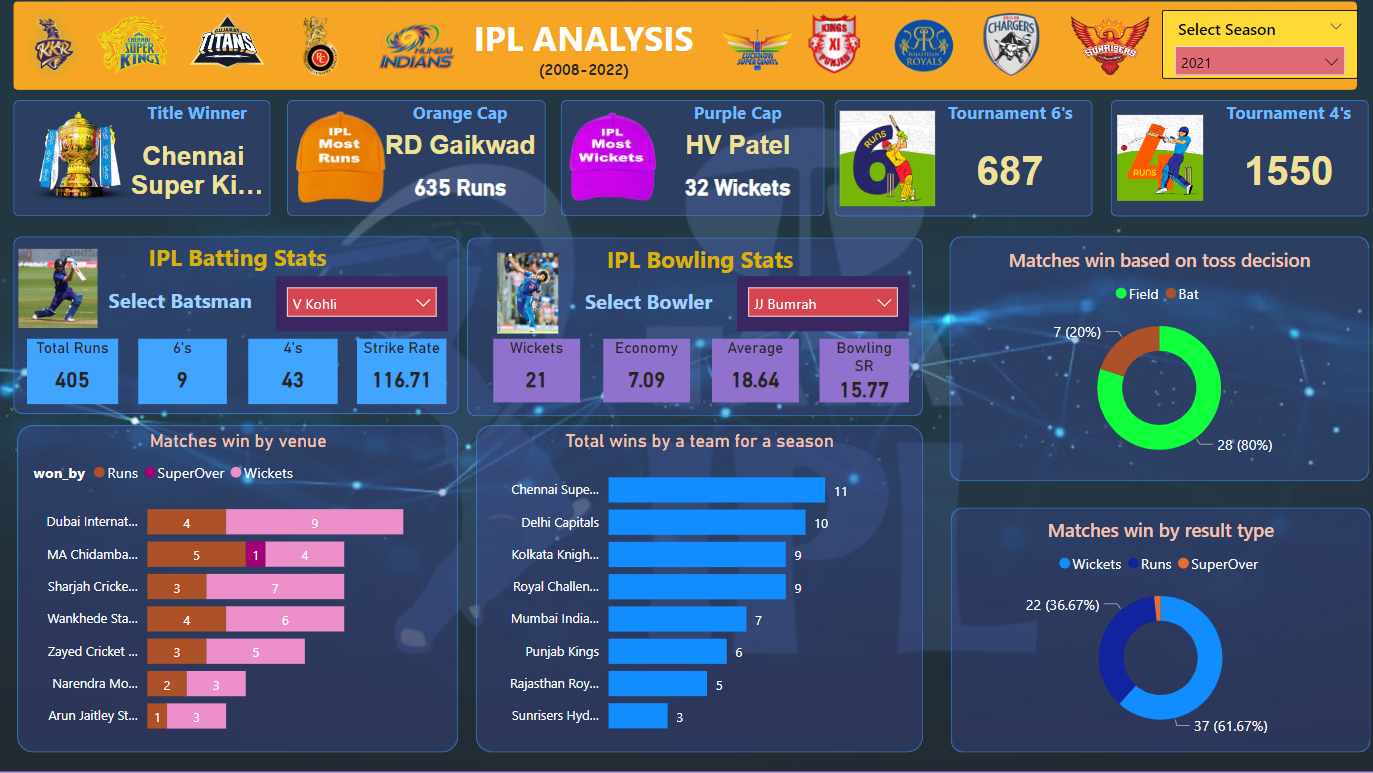 KKR
CHENNAI
SUPER
KINGS
GUJARAT
TITANS
MUMBAI
INDIANS
IPL ANALYSIS
(2008-2022)
LUCKNOW
SUPER GIANTS
KINGS
XI
PUNJAB
RAJASTHAN
ROYALS
DECCAN
CHARGERS
SUNRISERS
Select Season
2021
Title Winner
Chennai
Super Ki...
IPL
Most
Runs
Orange Cap
RD Gaikwad
635 Runs
IPL
Most
Wickets
Purple Cap
HV Patel
32 Wickets
RUNS
6
Tournament 6's
687
4
RUNS
Tournament 4's
1550
IPL Batting Stats
Select Batsman
V Kohli
Total Runs
405
6's
9
4's
43
Strike Rate
116.71
IPL Bowling Stats
Select Bowler
JJ Bumrah
Wickets
21
Economy
7.09
Average
18.64
Bowling
SR
15.77
Matches win based on toss decision
Field Bat
7 (20%)
28 (80%)
Matches win by venue
won_by Runs SuperOver Wickets
Dubai Internat... 4 9
MA Chidamba... 5 1 4
Sharjah Cricke... 3 7
Wankhede Sta... 4 6
Zayed Cricket ... 3 5
Narendra Mo... 2 3
Arun Jaitley St... 1 3
Total wins by a team for a season
Chennai Supe... 11
Delhi Capitals 10
Kolkata Knigh... 9
Royal Challen... 9
Mumbai India... 7
Punjab Kings 6
Rajasthan Roy... 5
Sunrisers Hyd... 3
Matches win by result type
Wickets Runs SuperOver
22 (36.67%)
37 (61.67%)
IPL